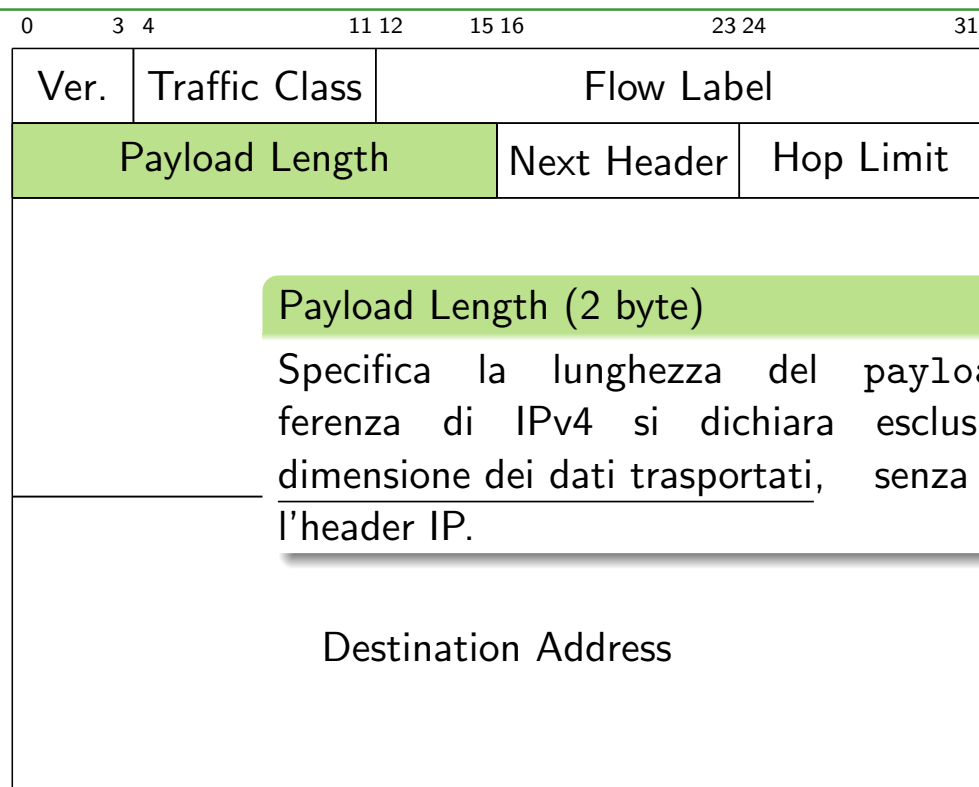 0 3 4 11 12 15 16 23 24 31
Ver. Traffic Class Flow Label
Payload Length Next Header Hop Limit
Payload Length (2 byte)
Specifica la lunghezza del payloa
ferenza di IPv4 si dichiara esclus
dimensione dei dati trasportati, senza
l'header IP.
Destination Address